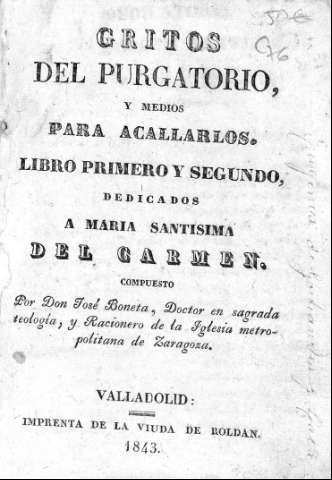 GRITOS
DEL PURGATORIO,
Y MEDIOS
PARA ACALLARLOS.
LIBRO PRIMERO Y SEGUNDO,
DEDICADOS
A MARIA SANTISIMA
DEL CARMEN.
COMPUESTO
Por Don José Boneta, Doctor en sagrada
teología, y Racionero de la Iglesia metro-
politana de Zaragoza.
VALLADOLID:
IMPRENTA DE LA VIUDA DE ROLDAN.
1843.